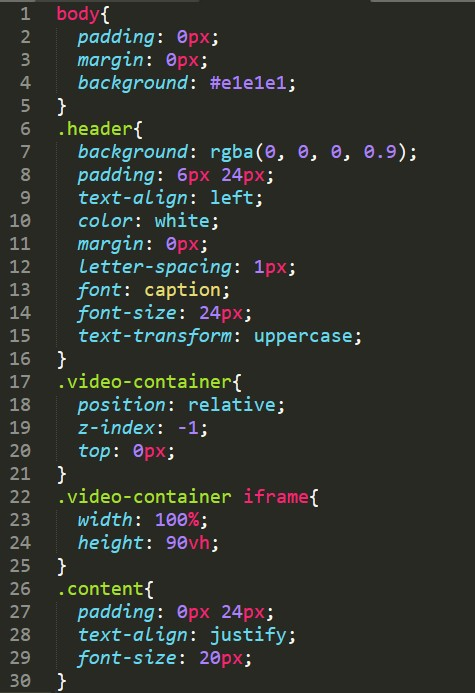 1 body{
2   padding: 0px;
3   margin: 0px;
4   background: #e1e1e1;
5 }
6 .header{
7   background: rgba(0, 0, 0, 0.9);
8   padding: 6px 24px;
9   text-align: left;
10   color: white;
11   margin: 0px;
12   letter-spacing: 1px;
13   font: caption;
14   font-size: 24px;
15   text-transform: uppercase;
16 }
17 .video-container{
18   position: relative;
19   z-index: -1;
20   top: 0px;
21 }
22 .video-container iframe{
23   width: 100%;
24   height: 90vh;
25 }
26 .content{
27   padding: 0px 24px;
28   text-align: justify;
29   font-size: 20px;
30 }